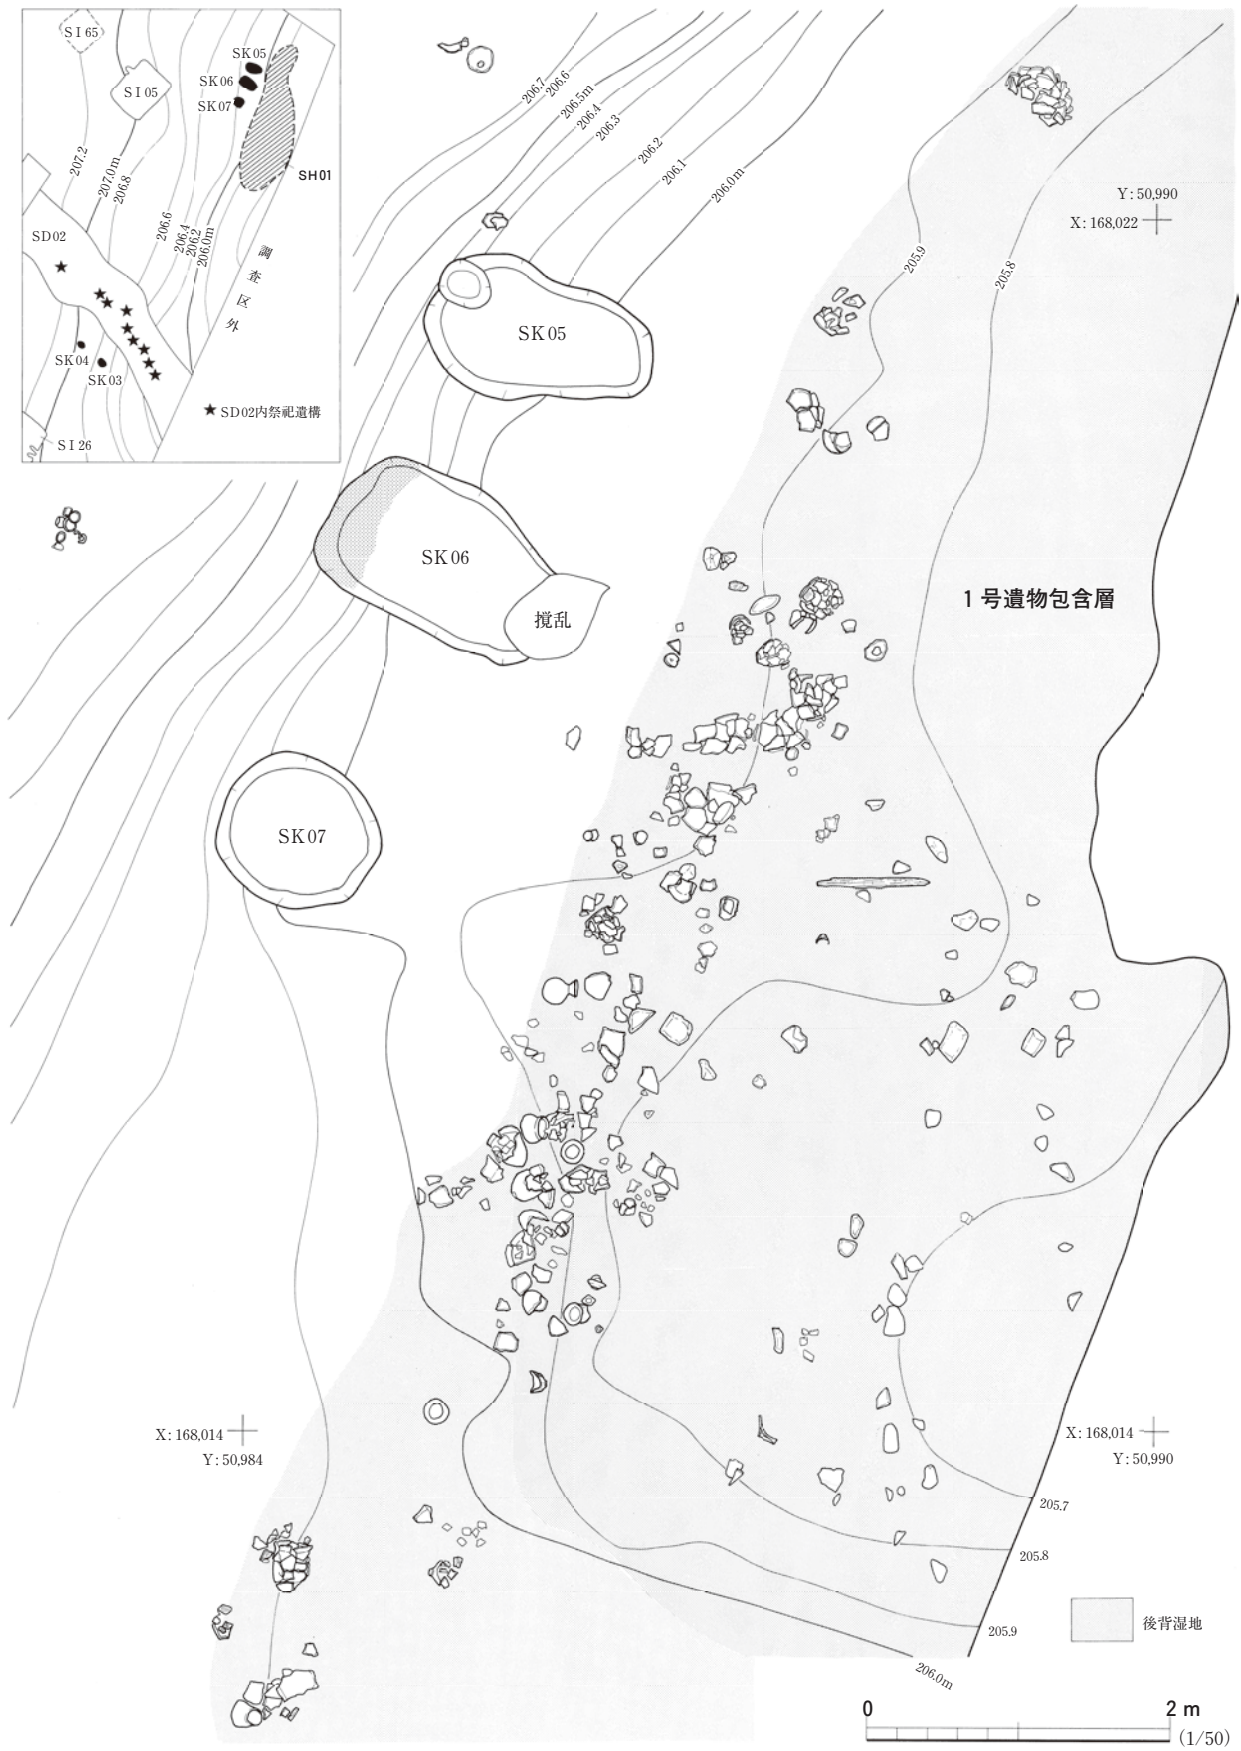 SI65
SK05
SK06
SI05
SK07
207.2
207.0m
206.8
SH01
206.6
206.4
206.2
206.0m
SD02
調査区外
SK04
SK03
★ SD02内祭祀遺構
SI26
206.7
206.6
206.5m
206.4
206.3
206.2
206.1
206.0m
Y: 50,990
X: 168,022
205.9
205.8
SK05
SK06
撹乱
1号遺物包含層
SK07
X: 168,014
Y: 50,984
X: 168,014
Y: 50,990
205.7
205.8
205.9
206.0m
後背湿地
0 2 m
(1/50)